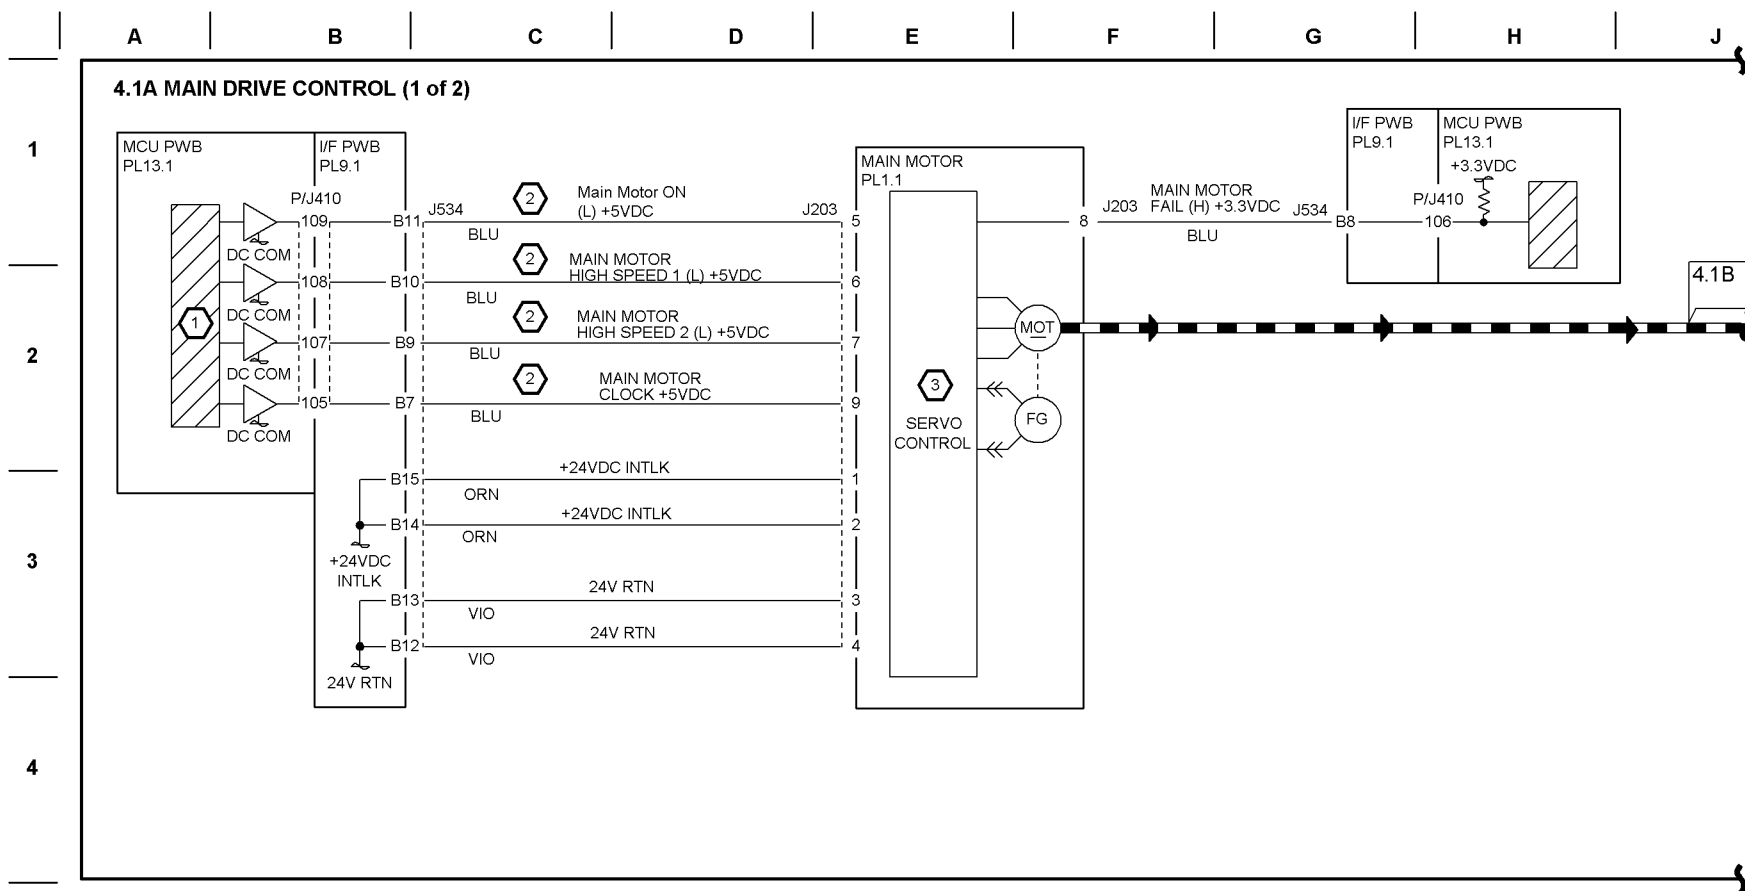 A B C D E F G H J
4.1A MAIN DRIVE CONTROL (1 of 2)
1
2
3
4
MCU PWB
PL13.1
I/F PWB
PL9.1
P/J410
109
108
107
105
DC COM
DC COM
DC COM
DC COM
1
B11
B10
B9
B7
B15
B14
B13
B12
+24VDC
INTLK
24V RTN
J534
2
Main Motor ON
(L) +5VDC
BLU
2
MAIN MOTOR
HIGH SPEED 1 (L) +5VDC
BLU
2
MAIN MOTOR
HIGH SPEED 2 (L) +5VDC
BLU
2
MAIN MOTOR
CLOCK +5VDC
BLU
+24VDC INTLK
ORN
+24VDC INTLK
ORN
24V RTN
VIO
24V RTN
VIO
J203
5
6
7
9
1
2
3
4
MAIN MOTOR
PL1.1
3
SERVO
CONTROL
MOT
FG
8
J203
MAIN MOTOR
FAIL (H) +3.3VDC
BLU
J534
B8
I/F PWB
PL9.1
MCU PWB
PL13.1
+3.3VDC
P/J410
106
4.1B